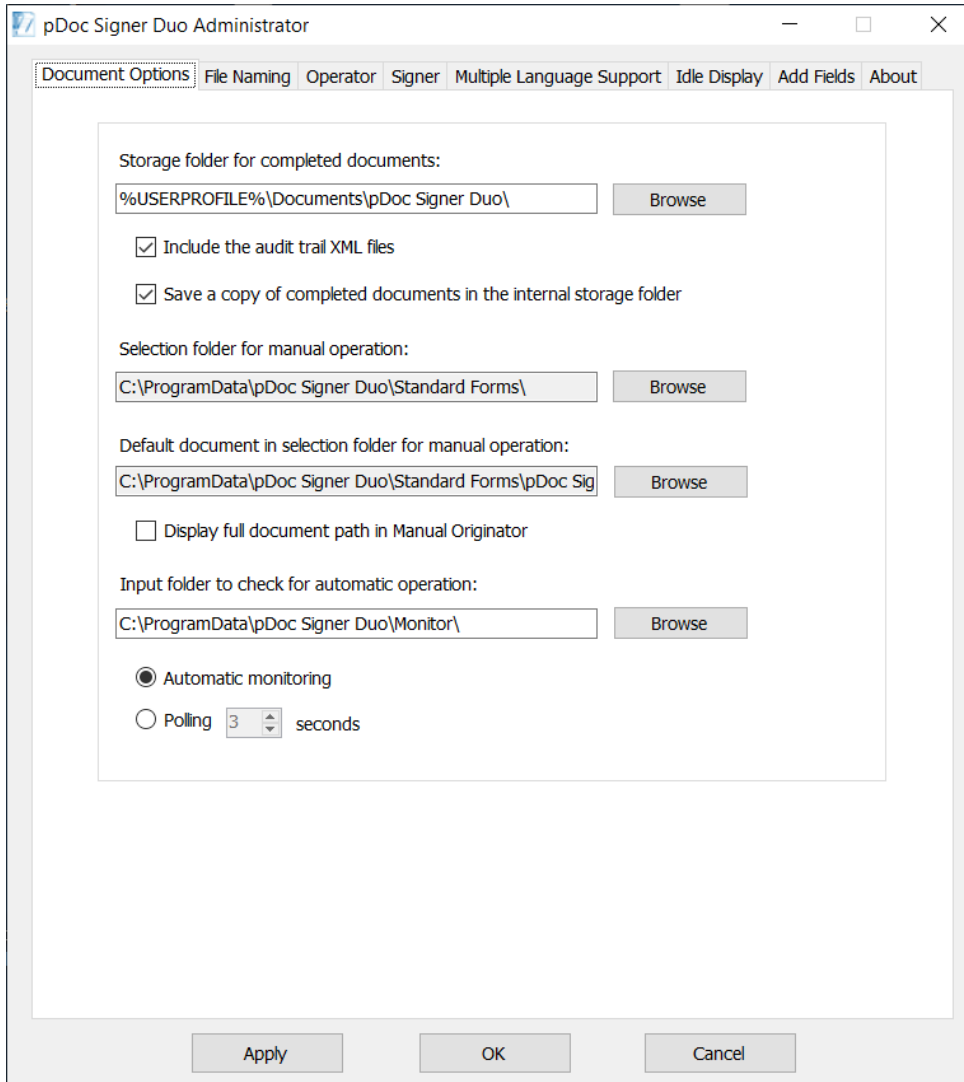 pDoc Signer Duo Administrator
Document Options File Naming Operator Signer Multiple Language Support Idle Display Add Fields About
Storage folder for completed documents:
%USERPROFILE%\Documents\pDoc Signer Duo\ Browse
Include the audit trail XML files
Save a copy of completed documents in the internal storage folder
Selection folder for manual operation:
C:\ProgramData\pDoc Signer Duo\Standard Forms\ Browse
Default document in selection folder for manual operation:
C:\ProgramData\pDoc Signer Duo\Standard Forms\pDoc Sig Browse
Display full document path in Manual Originator
Input folder to check for automatic operation:
C:\ProgramData\pDoc Signer Duo\Monitor\ Browse
Automatic monitoring
Polling 3 seconds
Apply OK Cancel